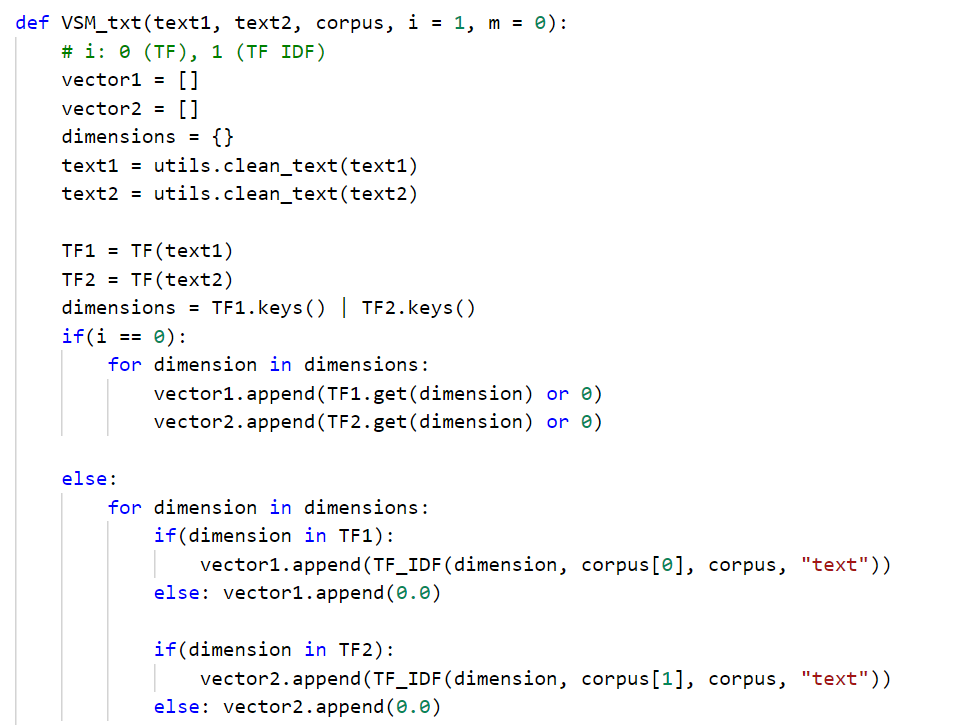 def VSM_txt(text1, text2, corpus, i = 1, m = 0):
    # i: 0 (TF), 1 (TF IDF)
    vector1 = []
    vector2 = []
    dimensions = {}
    text1 = utils.clean_text(text1)
    text2 = utils.clean_text(text2)

    TF1 = TF(text1)
    TF2 = TF(text2)
    dimensions = TF1.keys() | TF2.keys()
    if(i == 0):
        for dimension in dimensions:
            vector1.append(TF1.get(dimension) or 0)
            vector2.append(TF2.get(dimension) or 0)

    else:
        for dimension in dimensions:
            if(dimension in TF1):
                vector1.append(TF_IDF(dimension, corpus[0], corpus, "text"))
            else: vector1.append(0.0)

            if(dimension in TF2):
                vector2.append(TF_IDF(dimension, corpus[1], corpus, "text"))
            else: vector2.append(0.0)